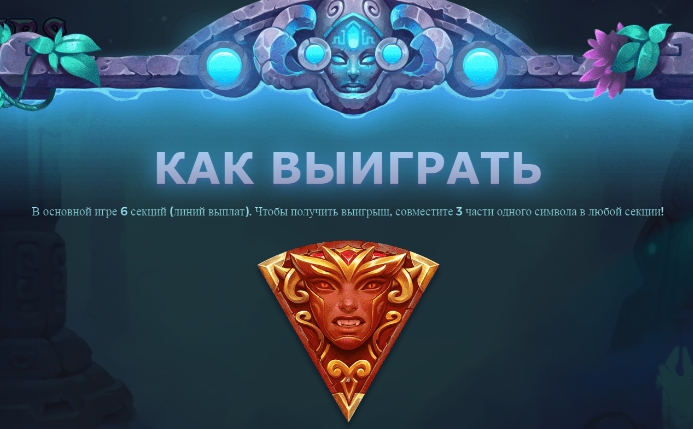 КАК ВЫИГРАТЬ
В основной игре 6 секций (линий выплат). Чтобы получить выигрыш, совместите 3 части одного символа в любой секции!